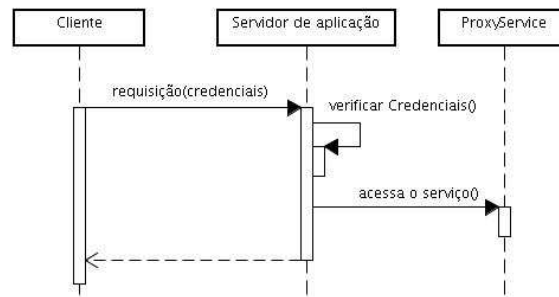 Cliente
Servidor de aplicação
ProxyService
requisição(credenciais)
verificar Credenciais()
acessa o serviço()